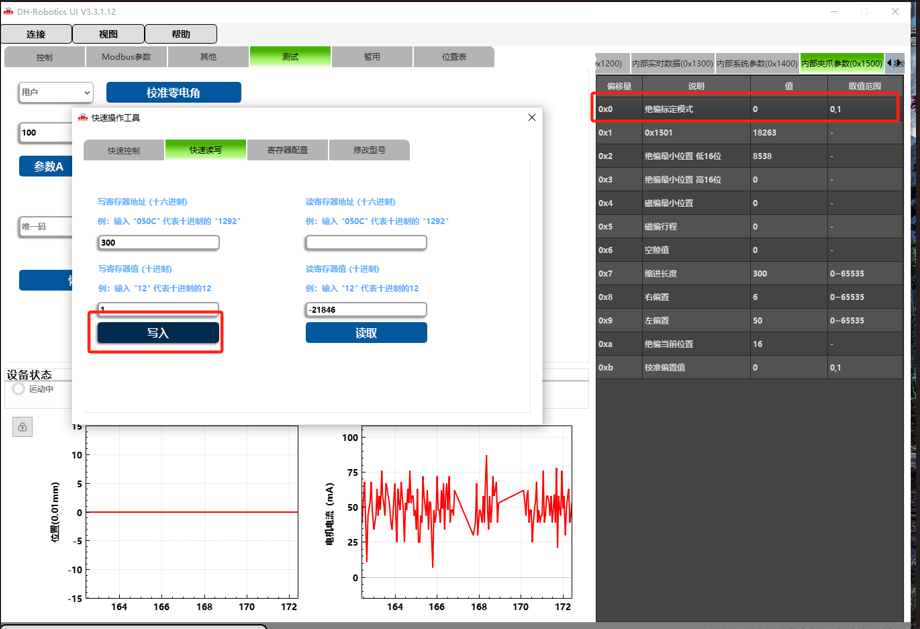 DH-Robotics UI V3.3.1.12
连接 视图 帮助
控制 Modbus参数 其他 测试 暂用 位置表
用户 校准零电角
100
参数A
唯一码
快速操作工具
快速控制 快速读写 寄存器配置 修改型号
写寄存器地址 (十六进制) 读寄存器地址 (十六进制)
例：输入 "050C" 代表十进制的 "1292" 例：输入 "050C" 代表十进制的 "1292"
300
写寄存器值 (十进制) 读寄存器值 (十进制)
例：输入 "12" 代表十进制的12 例：输入 "12" 代表十进制的12
1 -21846
写入 读取
设备状态
运动中
x1200) 内部实时数据(0x1300) 内部系统参数(0x1400) 内部夹爪参数(0x1500)
偏移量 说明 值 取值范围
0x0 绝编标定模式 0 0,1
0x1 0x1501 18263 -
0x2 绝编最小位置 低16位 8538 -
0x3 绝编最小位置 高16位 0 -
0x4 磁编最小位置 0 -
0x5 磁编行程 0 -
0x6 空隙值 0 -
0x7 缩进长度 300 0~65535
0x8 右偏置 6 0~65535
0x9 左偏置 50 0~65535
0xa 绝编当前位置 16 -
0xb 校准偏置值 0 0,1
位置(0.01mm)
15
10
5
0
-5
-10
-15
164 166 168 170 172
电机电流 (mA)
100
75
50
25
0
164 166 168 170 172